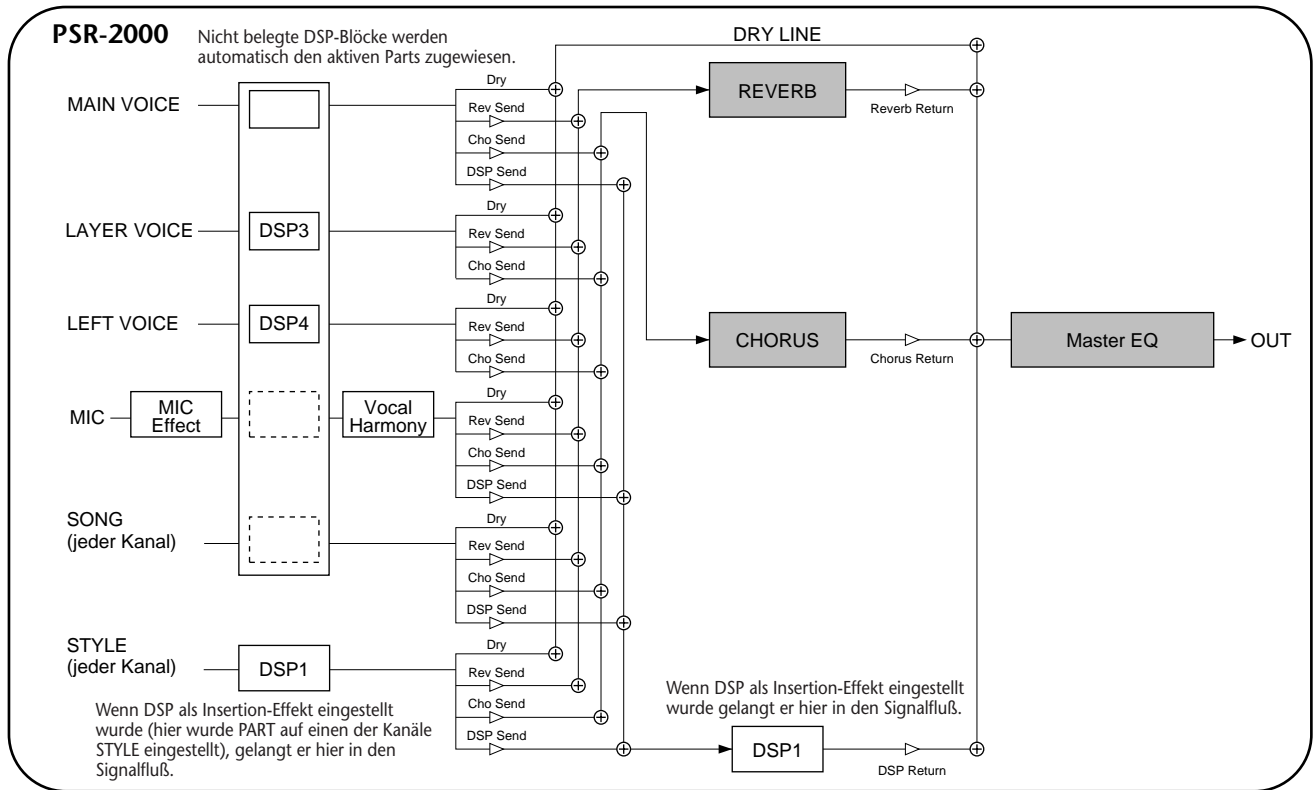 PSR-2000
Nicht belegte DSP-Blöcke werden
automatisch den aktiven Parts zugewiesen.
DRY LINE
MAIN VOICE
Dry
Rev Send
Cho Send
DSP Send
REVERB
Reverb Return
LAYER VOICE
DSP3
Dry
Rev Send
Cho Send
LEFT VOICE
DSP4
Dry
Rev Send
Cho Send
CHORUS
Chorus Return
Master EQ
OUT
MIC
MIC
Effect
Vocal
Harmony
Dry
Rev Send
Cho Send
DSP Send
SONG
(jeder Kanal)
Dry
Rev Send
Cho Send
DSP Send
STYLE
(jeder Kanal)
DSP1
Dry
Rev Send
Cho Send
DSP Send
Wenn DSP als Insertion-Effekt eingestellt
wurde (hier wurde PART auf einen der Kanäle
STYLE eingestellt), gelangt er hier in den
Signalfluß.
Wenn DSP als Insertion-Effekt eingestellt
wurde gelangt er hier in den Signalfluß.
DSP1
DSP Return